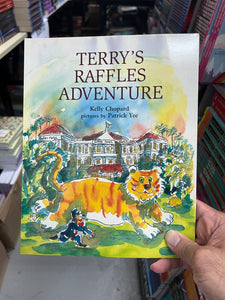 TERRY'S
RAFFLES
ADVENTURE
Kelly Chopard
pictures by Patrick Yee